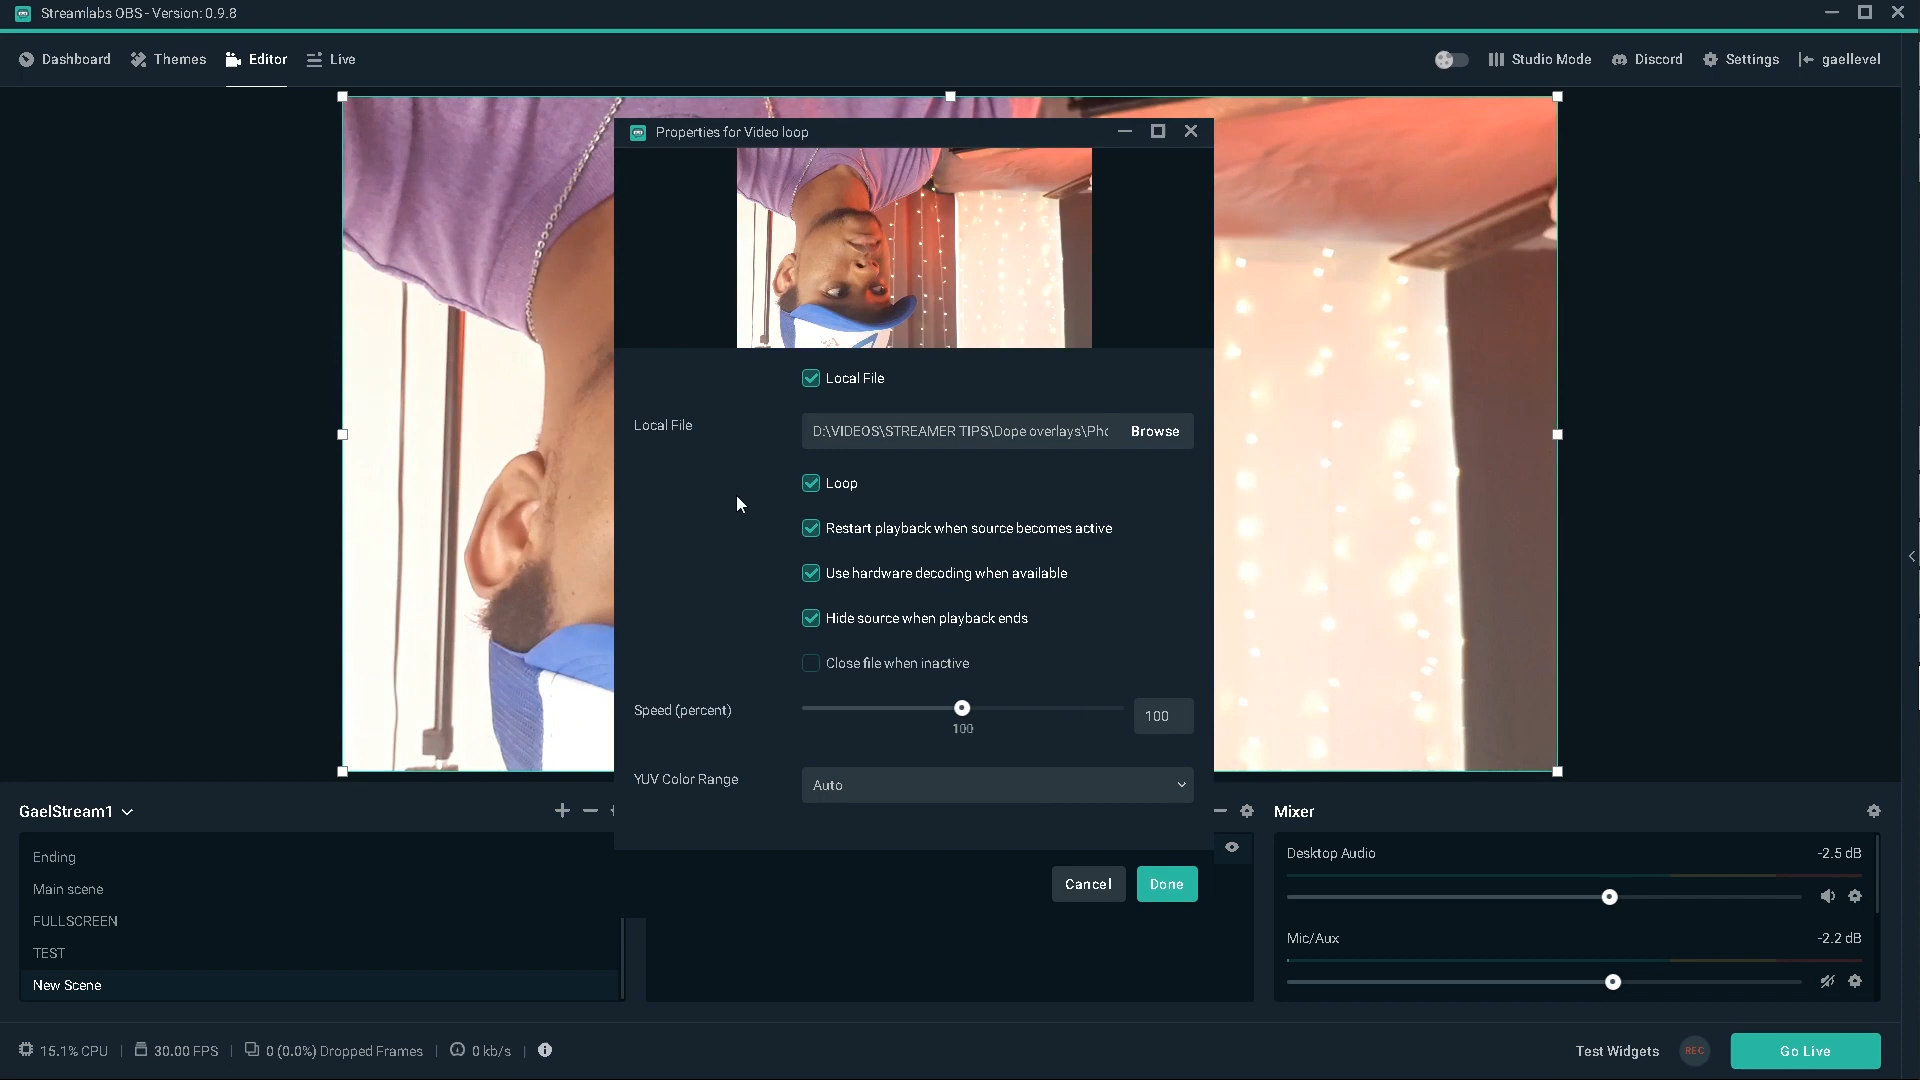 Streamlabs OBS - Version: 0.9.8
Dashboard
Themes
Editor
Live
Studio Mode
Discord
Settings
gaellevel
Properties for Video loop
Local File
Local File
D:\VIDEOS\STREAMER TIPS\Dope overlays\Pho
Browse
Loop
Restart playback when source becomes active
Use hardware decoding when available
Hide source when playback ends
Close file when inactive
Speed (percent)
100
100
YUV Color Range
Auto
Cancel
Done
GaelStream1
Ending
Main scene
FULLSCREEN
TEST
New Scene
Mixer
Desktop Audio
-2.5 dB
Mic/Aux
-2.2 dB
15.1% CPU
30.00 FPS
0 (0.0%) Dropped Frames
0 kb/s
Test Widgets
REC
Go Live